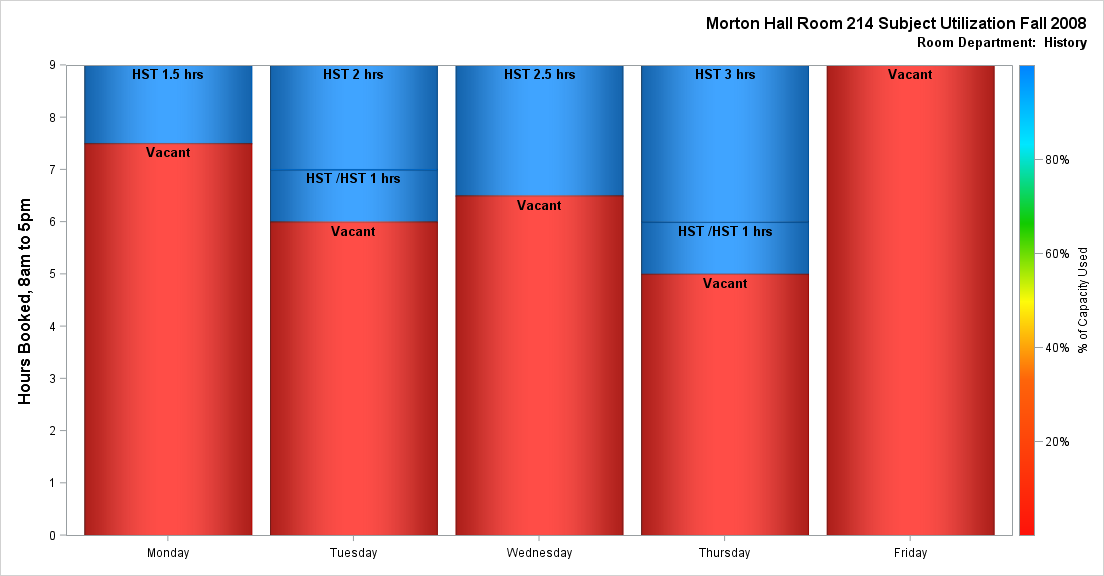 Morton Hall Room 214 Subject Utilization Fall 2008
Room Department:  History
Hours Booked, 8am to 5pm
9
8
7
6
5
4
3
2
1
0
HST 1.5 hrs
Vacant
HST 2 hrs
HST /HST 1 hrs
Vacant
HST 2.5 hrs
Vacant
HST 3 hrs
HST /HST 1 hrs
Vacant
Vacant
Monday
Tuesday
Wednesday
Thursday
Friday
80%
60%
40%
20%
% of Capacity Used